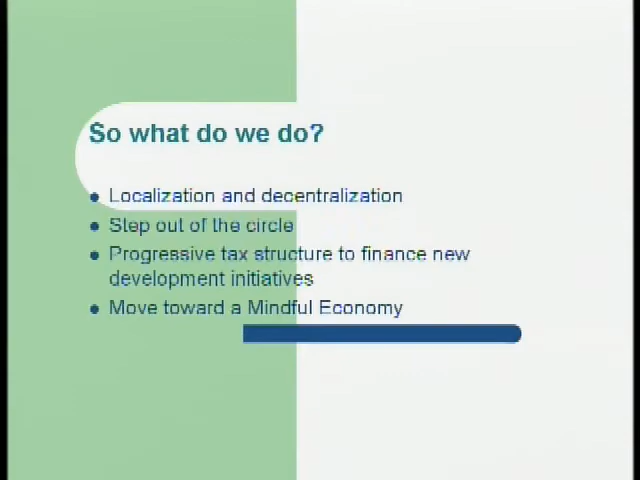 So what do we do?
Localization and decentralization
Step out of the circle
Progressive tax structure to finance new
development initiatives
Move toward a Mindful Economy